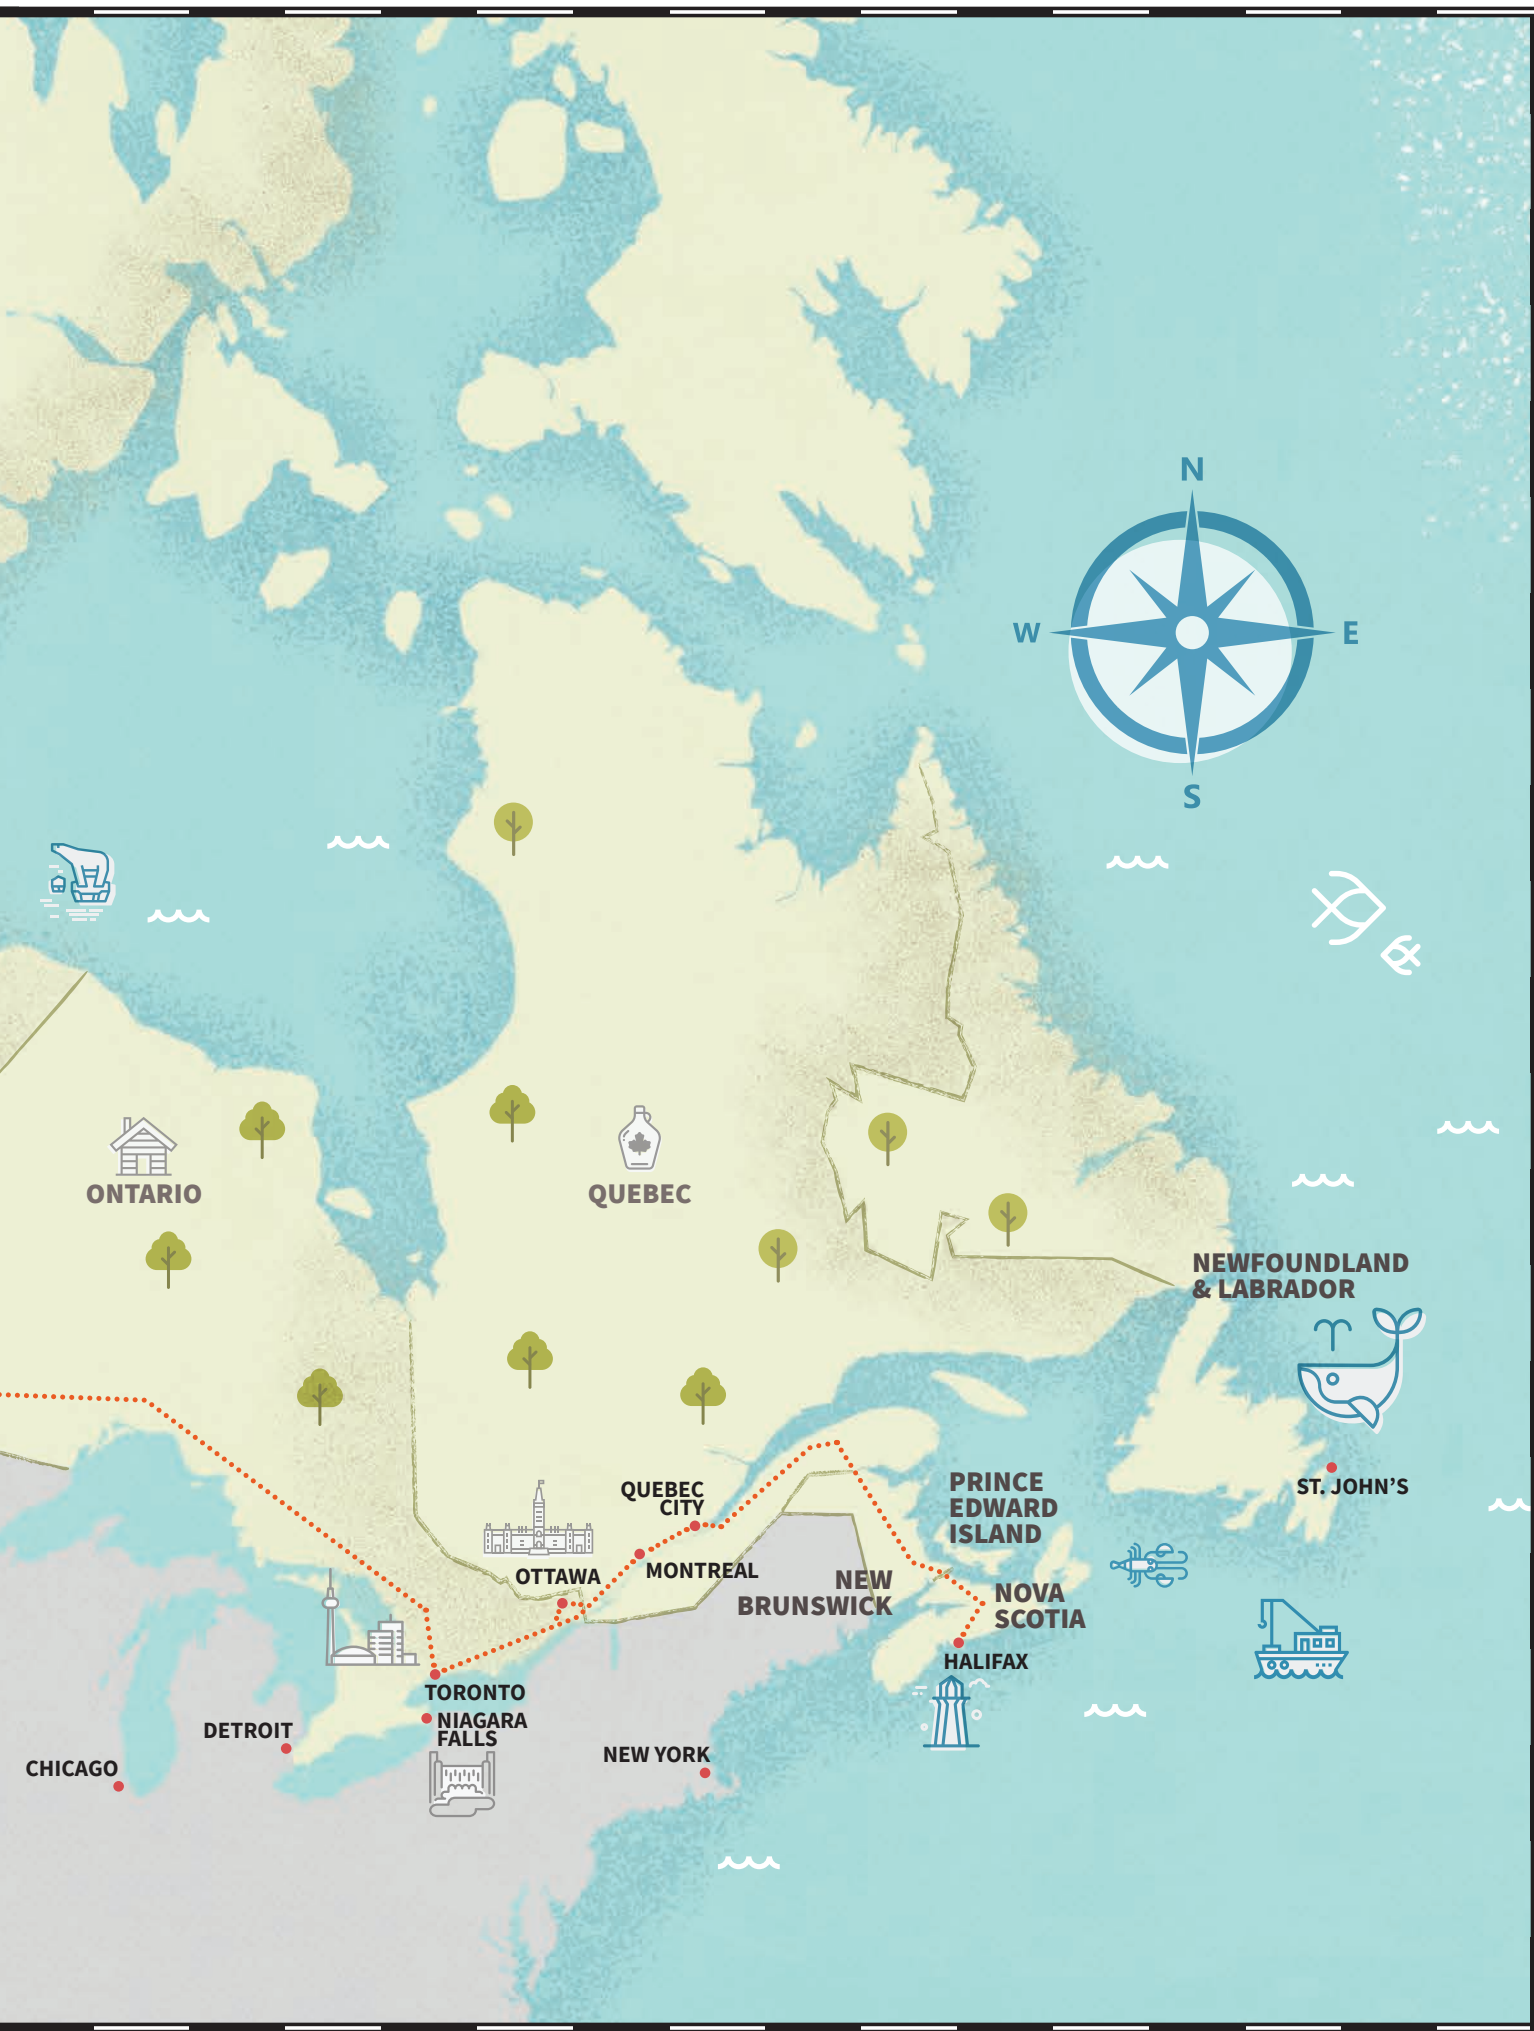 N
W
E
S
ONTARIO
QUEBEC
NEWFOUNDLAND
& LABRADOR
ST. JOHN'S
PRINCE
EDWARD
ISLAND
QUEBEC
CITY
MONTREAL
OTTAWA
NEW
BRUNSWICK
NOVA
SCOTIA
HALIFAX
TORONTO
NIAGARA
FALLS
DETROIT
CHICAGO
NEW YORK